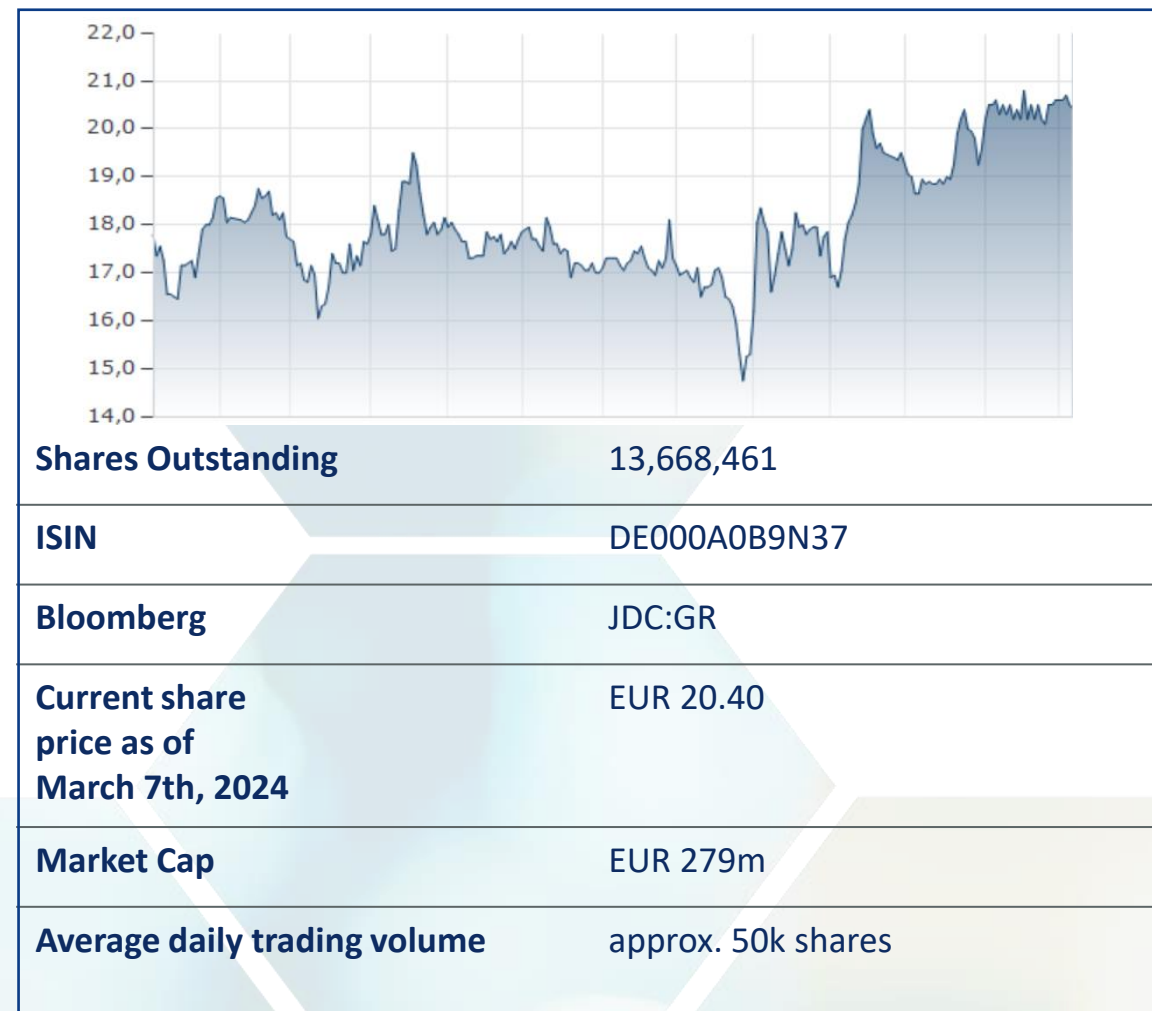 22,0
21,0
20,0
19,0
18,0
17,0
16,0
15,0
14,0
Shares Outstanding 13,668,461
ISIN DE000A0B9N37
Bloomberg JDC:GR
Current share EUR 20.40
price as of
March 7th, 2024
Market Cap EUR 279m
Average daily trading volume approx. 50k shares